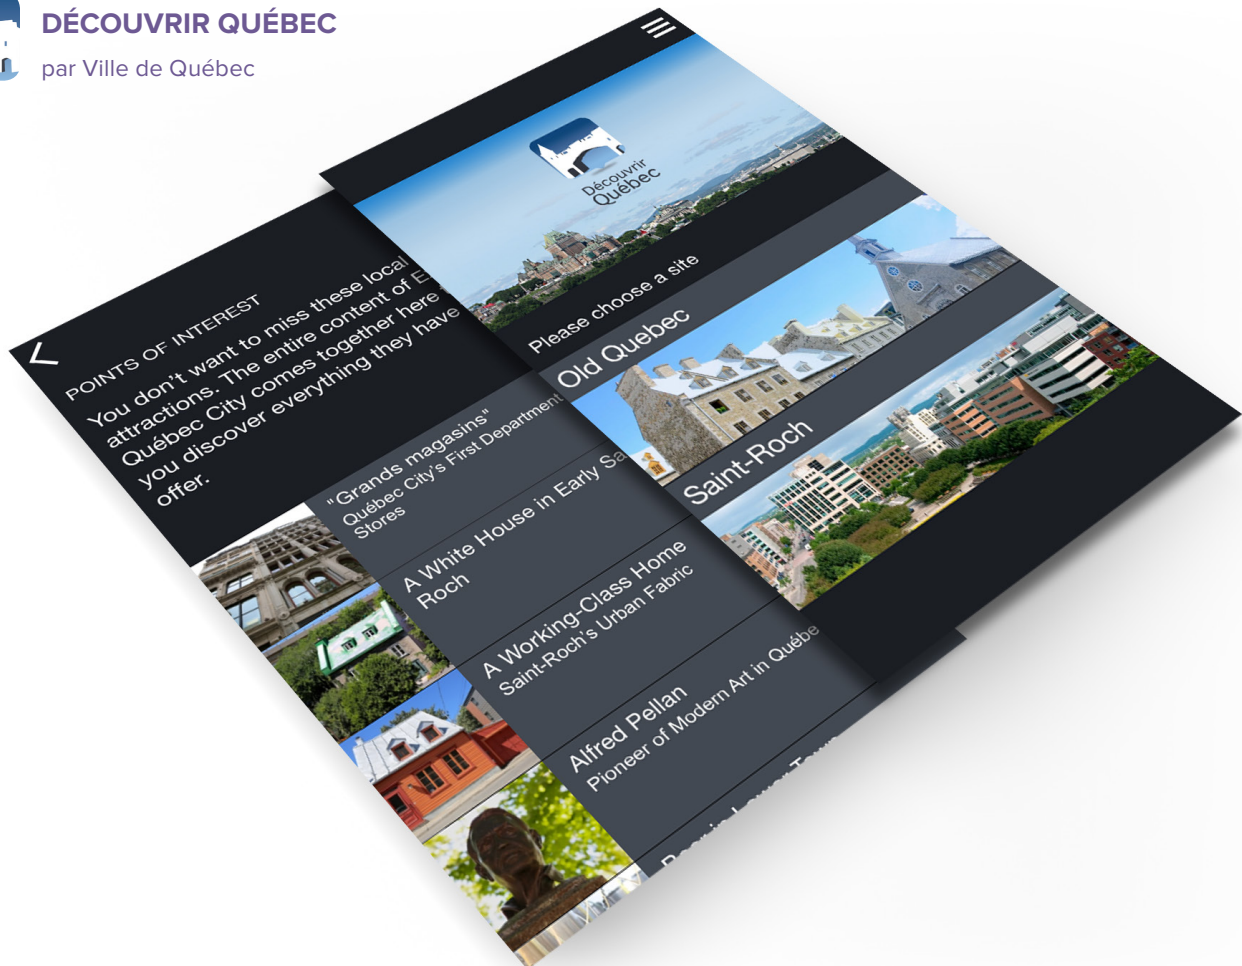 DÉCOUVRIR QUÉBEC
par Ville de Québec
Découvrir
Québec
Please choose a site
Old Quebec
Saint-Roch
POINTS OF INTEREST
You don't want to miss these local
attractions. The entire content of
Québec City comes together here
you discover everything they have
offer.
"Grands magasins"
Québec City's First Department
Stores
A White House in Early
Roch
A Working-Class Home
Saint-Roch's Urban Fabric
Alfred Pellan
Pioneer of Modern Art in